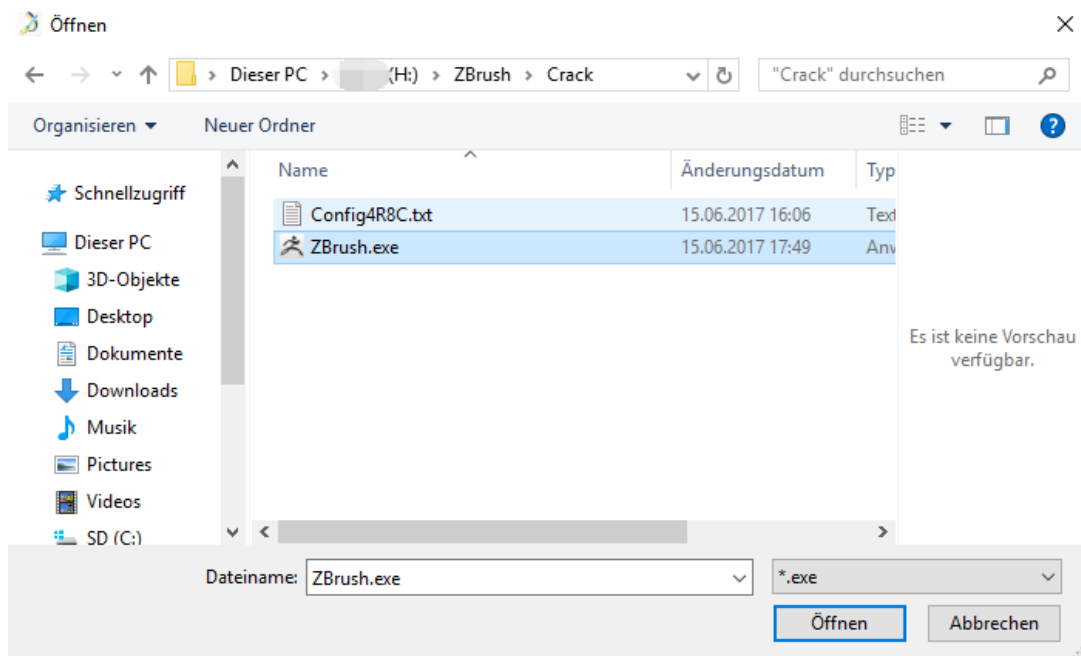 Öffnen
Dieser PC > (H:) > ZBrush > Crack
"Crack" durchsuchen
Organisieren Neuer Ordner
Name Änderungsdatum Typ
Config4R8C.txt 15.06.2017 16:06 Text
ZBrush.exe 15.06.2017 17:49 Anw
Schnellzugriff
Dieser PC
3D-Objekte
Desktop
Dokumente
Downloads
Musik
Pictures
Videos
SD (C:)
Es ist keine Vorschau
verfügbar.
Dateiname: ZBrush.exe *.exe
Öffnen Abbrechen